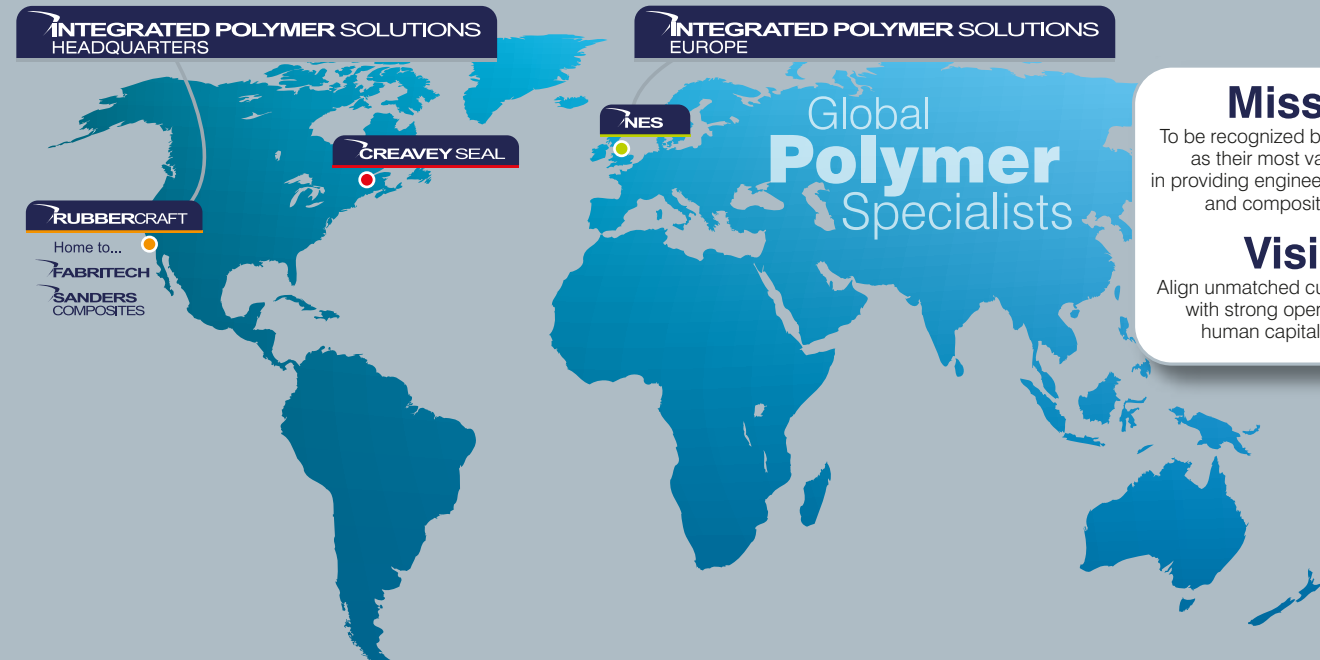 INTEGRATED POLYMER SOLUTIONS
HEADQUARTERS
INTEGRATED POLYMER SOLUTIONS
EUROPE
NES
CREAVEY SEAL
RUBBERCRAFT
Home to...
FABRITECH
SANDERS
COMPOSITES
Global
Polymer
Specialists
Miss
To be recognized b
as their most va
in providing enginee
and composit
Visi
Align unmatched cu
with strong oper
human capital